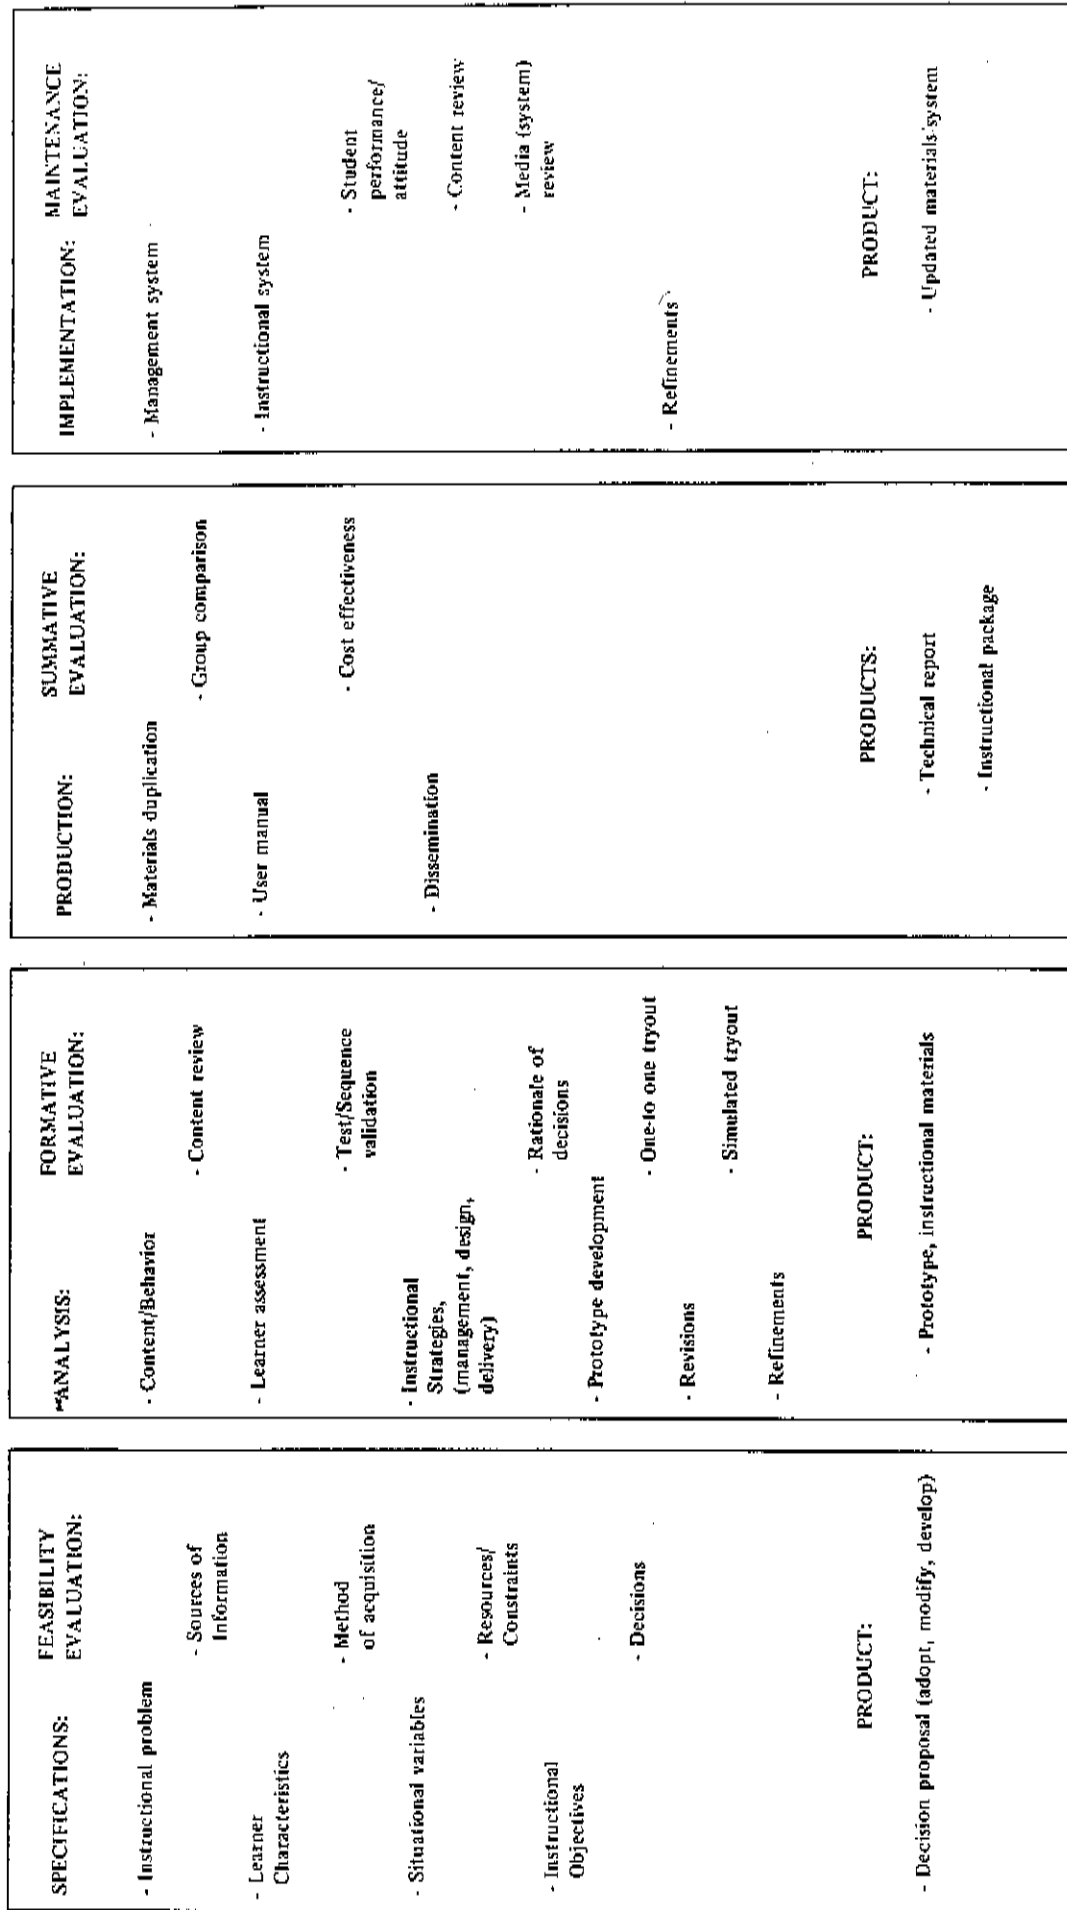 SPECIFICATIONS:
FEASIBILITY
EVALUATION:
- Instructional problem
- Sources of
Information
- Learner
Characteristics
- Method
of acquisition
- Situational variables
- Resources/
Constraints
- Instructional
Objectives
- Decisions
PRODUCT:
- Decision proposal (adopt, modify, develop)
**ANALYSIS:
FORMATIVE
EVALUATION:
- Content/Behavior
- Content review
- Learner assessment
- Test/Sequence
validation
- Instructional
Strategies,
(management, design,
delivery)
- Rationale of
decisions
- Prototype development
- One-to one tryout
- Revisions
- Simulated tryout
- Refinements
PRODUCT:
- Prototype, instructional materials
PRODUCTION:
SUMMATIVE
EVALUATION:
- Materials duplication
- Group comparison
- User manual
- Cost effectiveness
- Dissemination
PRODUCTS:
- Technical report
- Instructional package
IMPLEMENTATION:
MAINTENANCE
EVALUATION:
- Management system
- Instructional system
- Student
performance/
attitude
- Content review
- Media (system)
review
- Refinements
PRODUCT:
- Updated materials-system